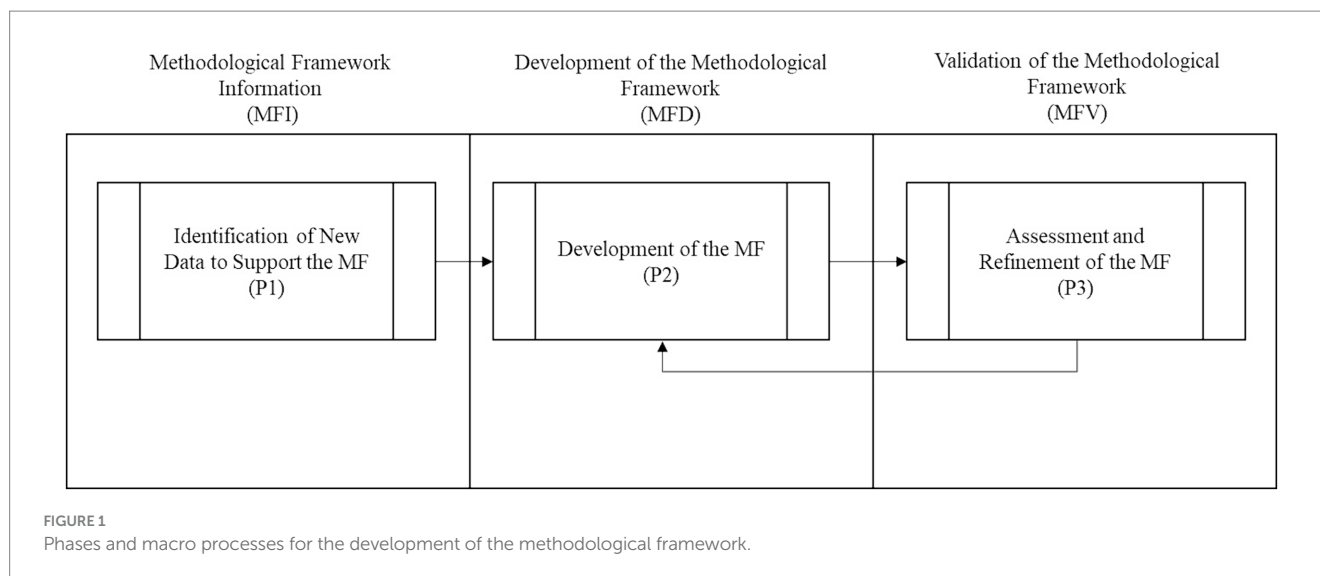 Methodological Framework
Information
(MFI)
Development of the Methodological
Framework
(MFD)
Validation of the Methodological
Framework
(MFV)
Identification of New
Data to Support the MF
(P1)
Development of the MF
(P2)
Assessment and
Refinement of the MF
(P3)
FIGURE 1
Phases and macro processes for the development of the methodological framework.